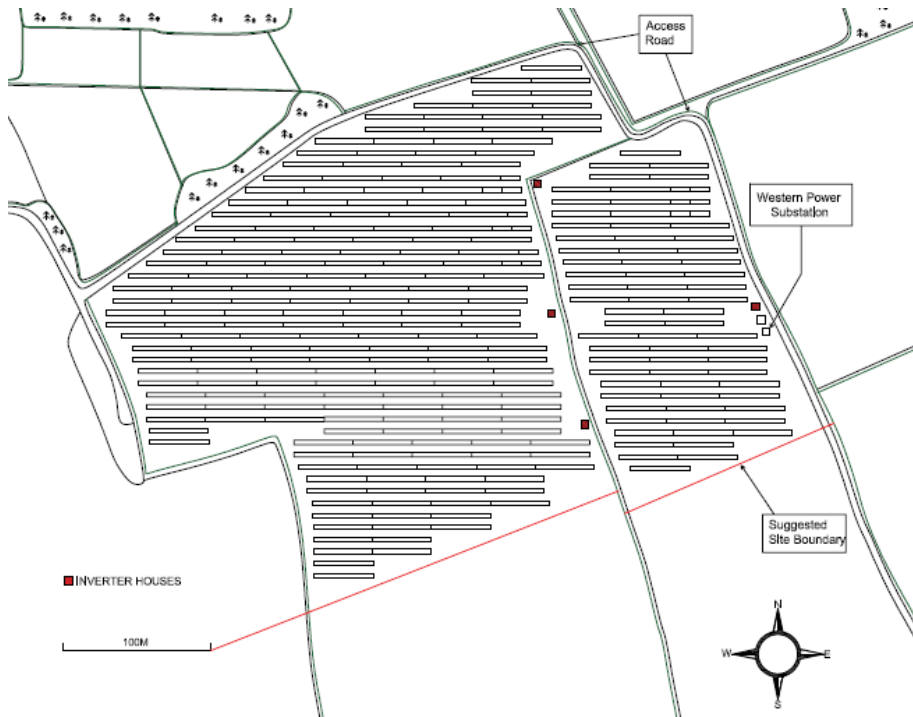 Access
Road
Western Power
Substation
Suggested
Site Boundary
INVERTER HOUSES
100M
N
W
E
S